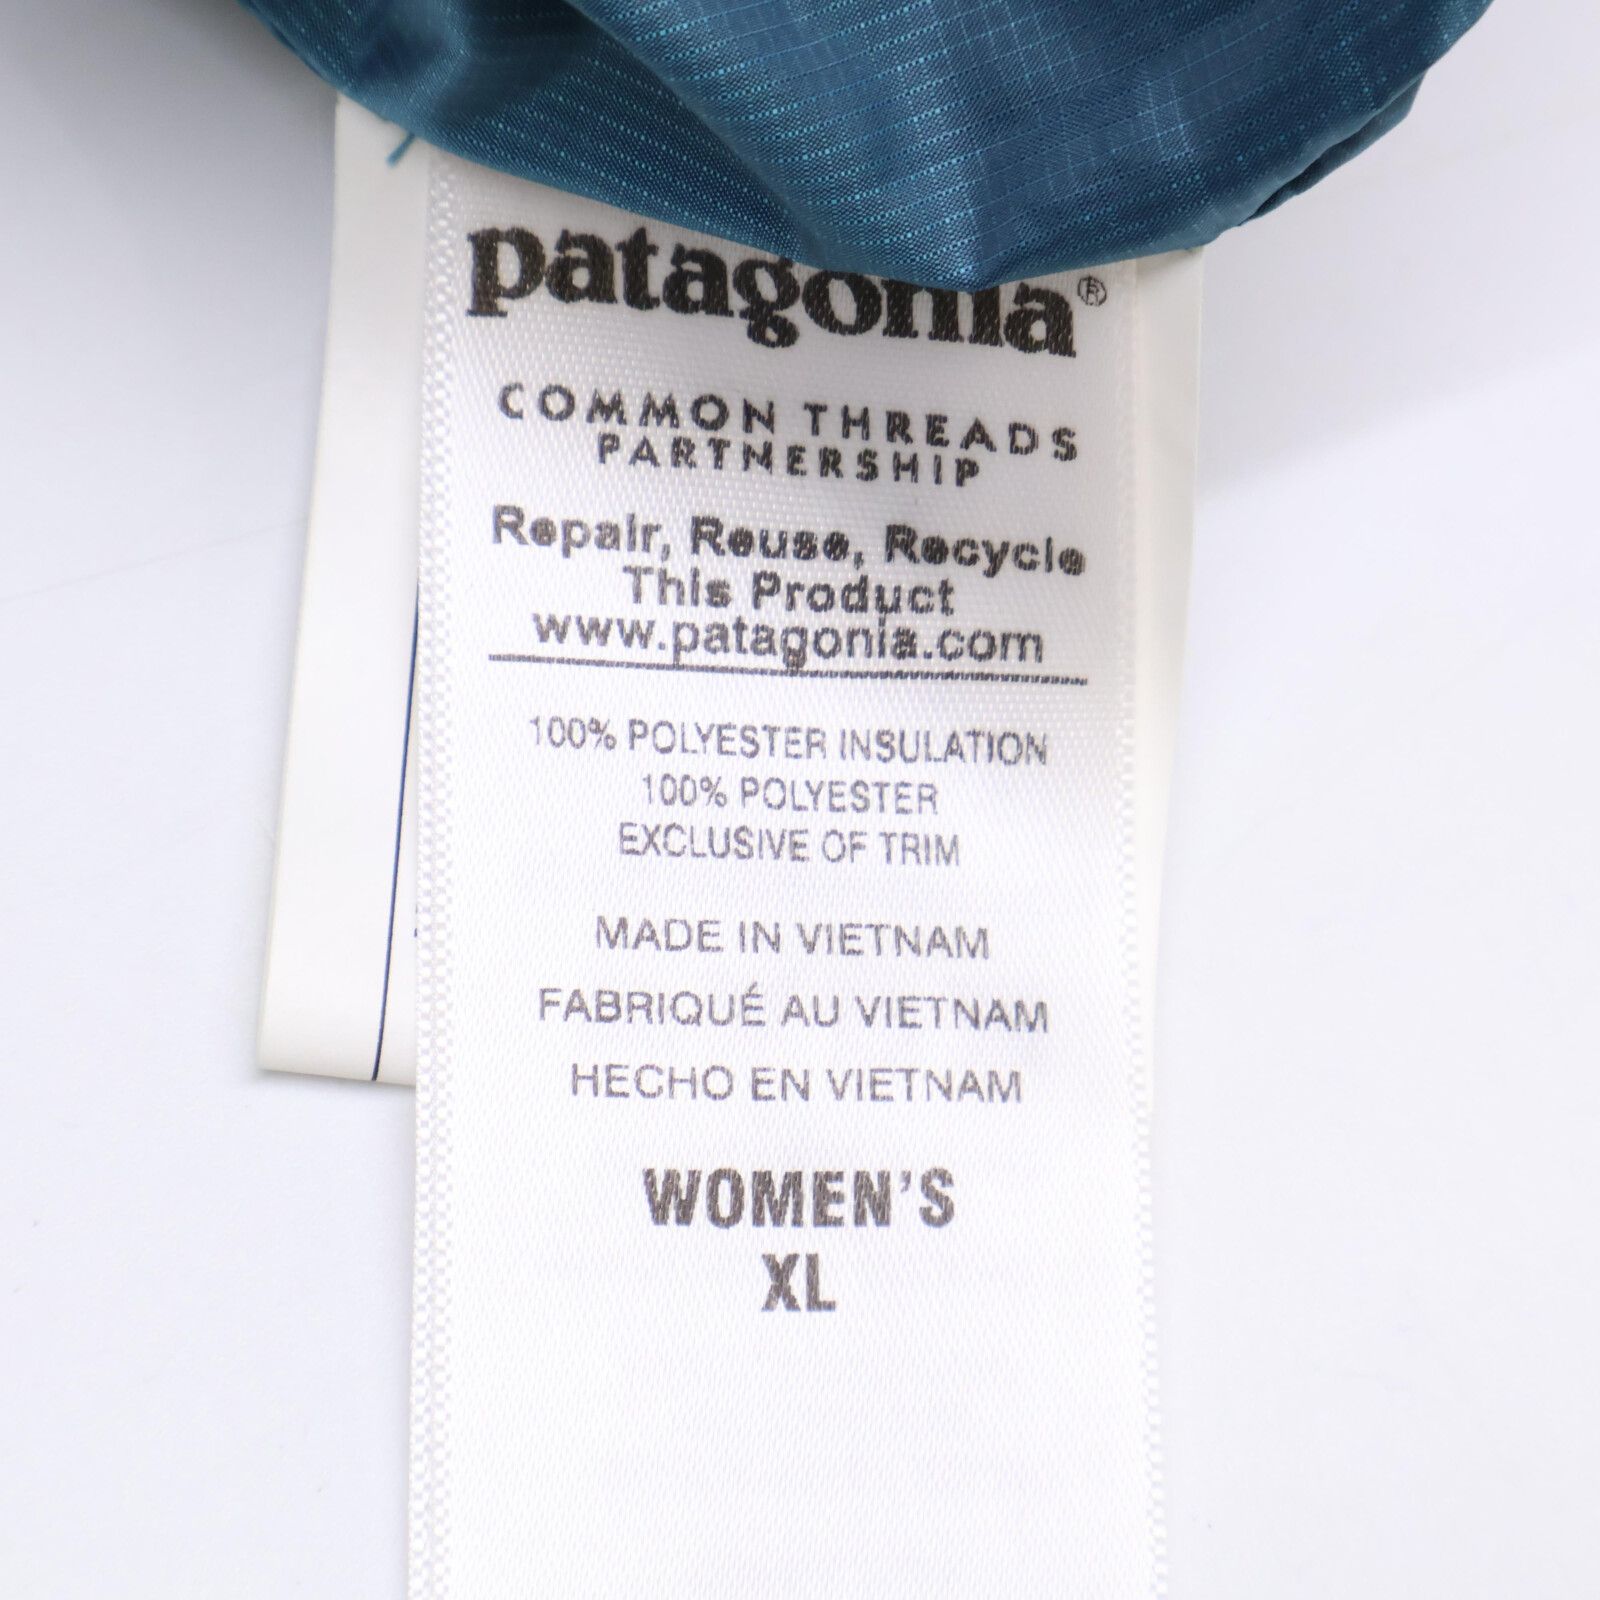 patagonia®
COMMON THREADS
PARTNERSHIP
Repair, Reuse, Recycle
This Product
www.patagonia.com
100% POLYESTER INSULATION
100% POLYESTER
EXCLUSIVE OF TRIM
MADE IN VIETNAM
FABRIQUÉ AU VIETNAM
HECHO EN VIETNAM
WOMEN'S
XL